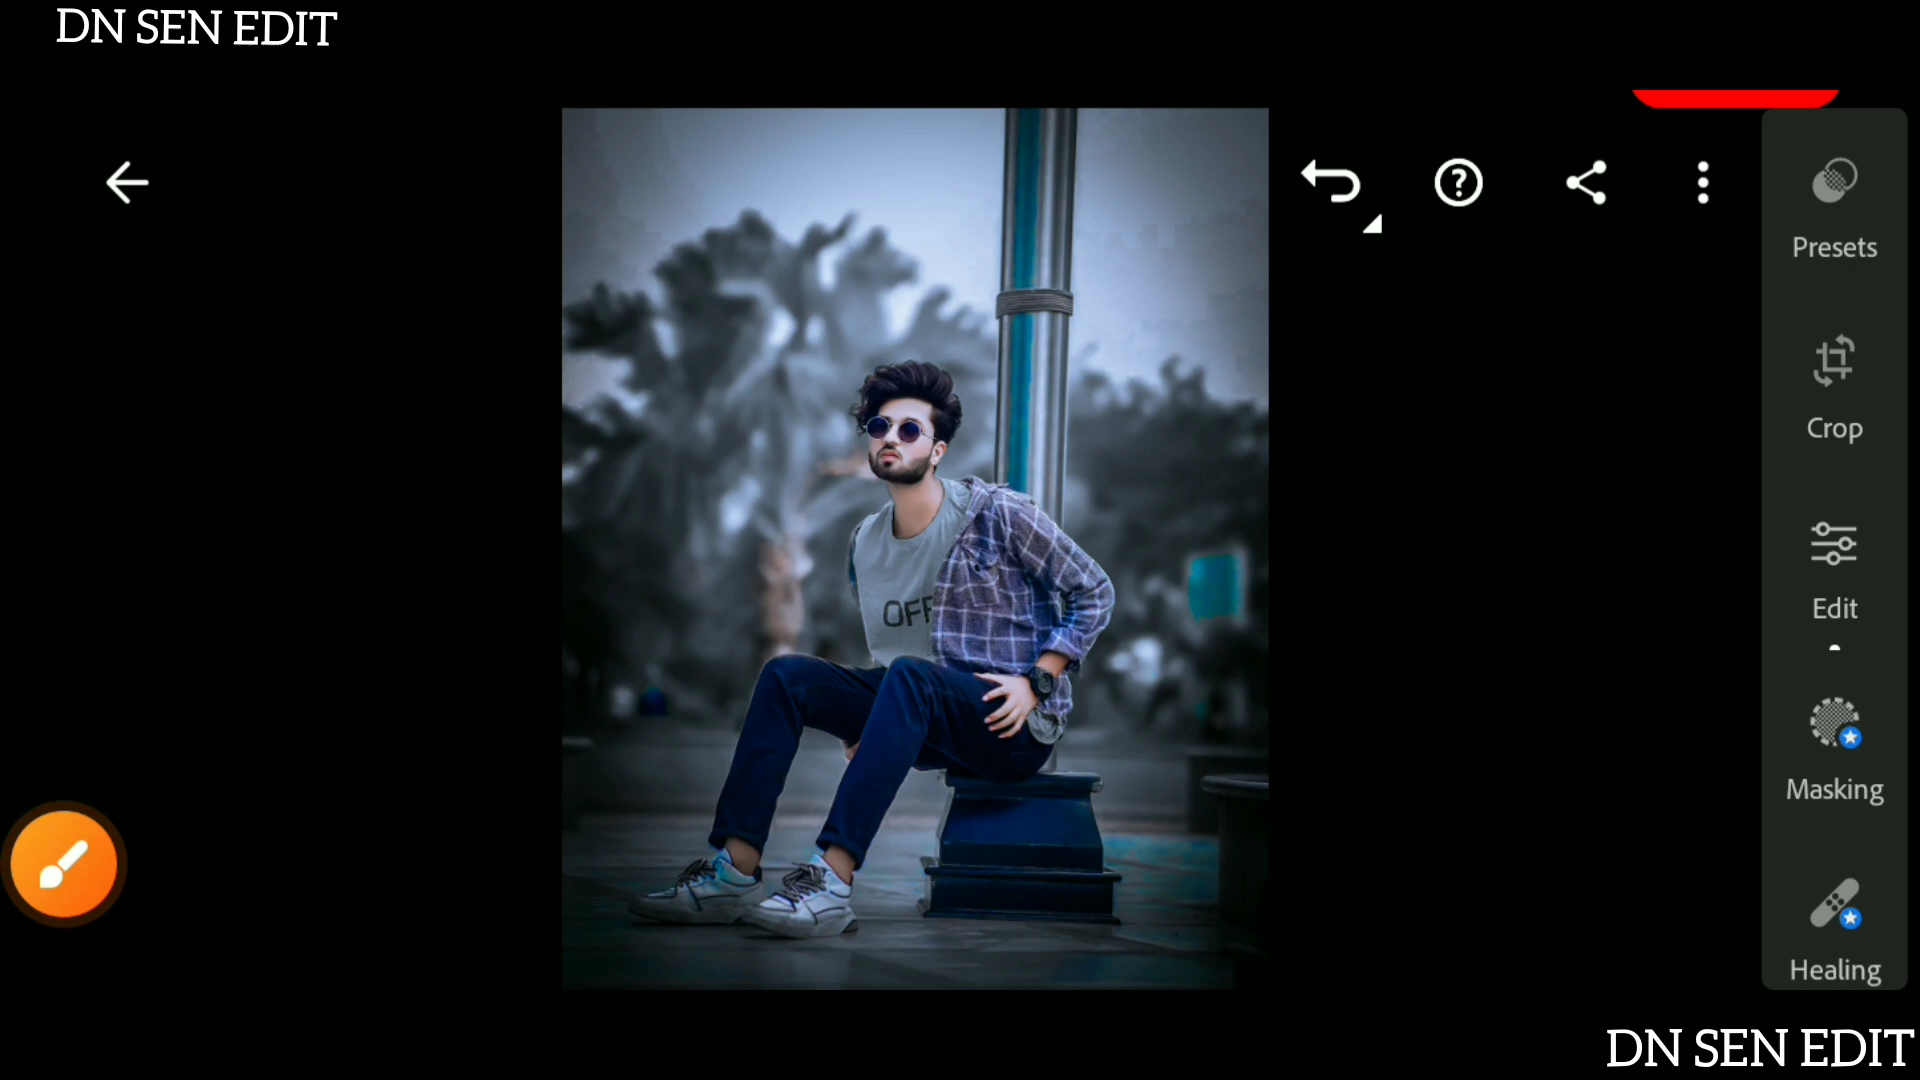 DN SEN EDIT
Presets
Crop
OFF
Edit
Masking
Healing
DN SEN EDIT